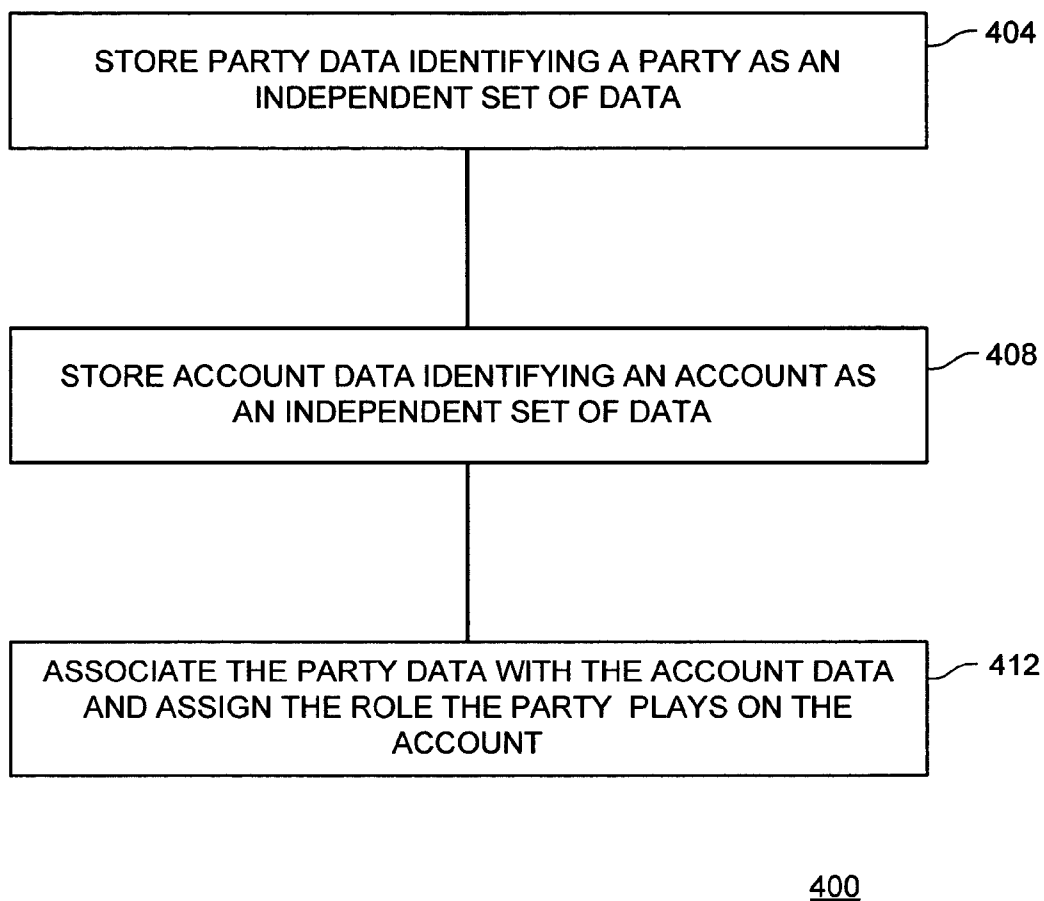 STORE PARTY DATA IDENTIFYING A PARTY AS AN
INDEPENDENT SET OF DATA
404
STORE ACCOUNT DATA IDENTIFYING AN ACCOUNT AS
AN INDEPENDENT SET OF DATA
408
ASSOCIATE THE PARTY DATA WITH THE ACCOUNT DATA
AND ASSIGN THE ROLE THE PARTY PLAYS ON THE
ACCOUNT
412
400